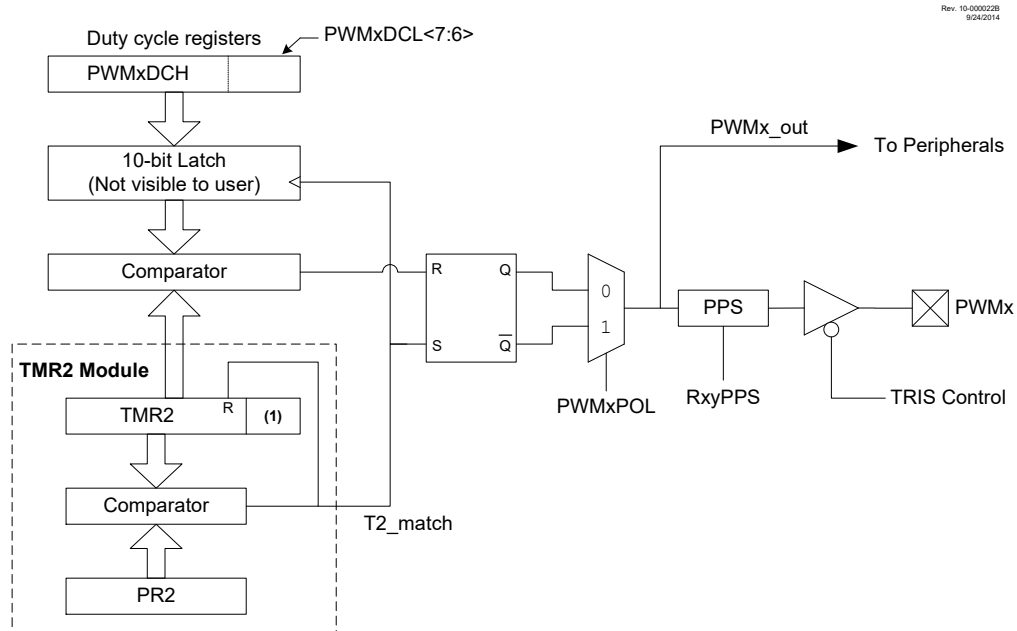 Rev. 10-000022B
9/24/2014
Duty cycle registers
PWMxDCL<7:6>
PWMxDCH
10-bit Latch
(Not visible to user)
Comparator
R
Q
S
Q
0
1
PWMx_out
To Peripherals
PPS
PWMx
PWMxPOL
RxyPPS
TRIS Control
TMR2 Module
TMR2
R
(1)
Comparator
T2_match
PR2